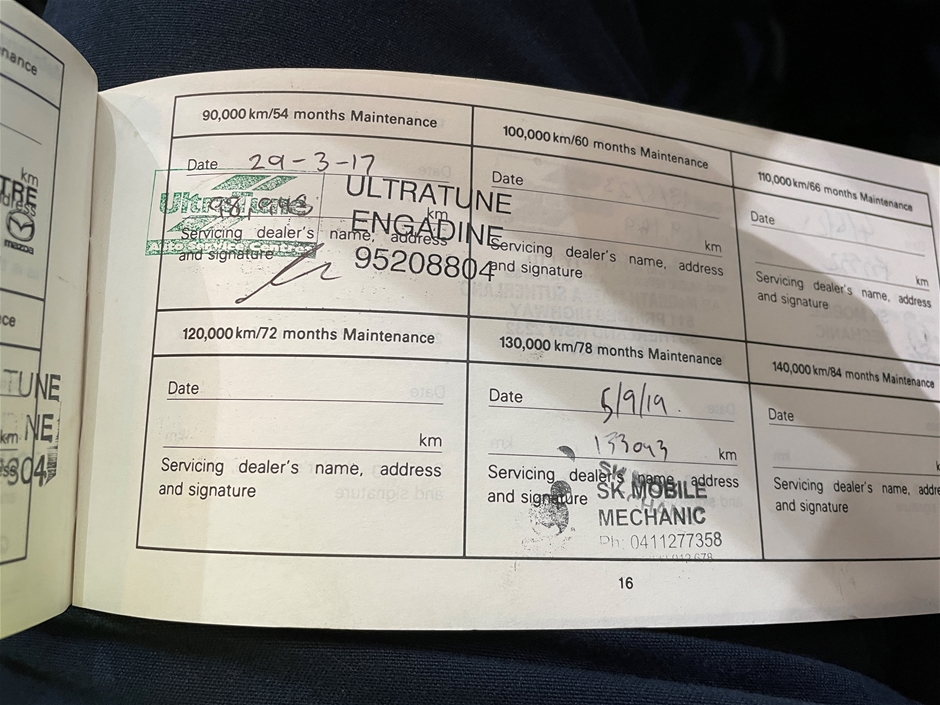 nance
km
TRE
dress
mazda
ce
TUNE
km NE
90,000 km/54 months Maintenance
Date 29-3-17
UltraTune
km
Servicing dealer's name, address
and signature
Auto Service Centres
ULTRATUNE
ENGADINE
95208804
100,000 km/60 months Maintenance
Date
km
Servicing dealer's name, address
and signature
110,000 km/66 months Maintenance
Date
km
Servicing dealer's name, address
and signature
120,000 km/72 months Maintenance
Date
km
Servicing dealer's name, address
and signature
130,000 km/78 months Maintenance
Date 5/9/19.
133043 km
Servicing dealer's name, address
and signature
SK MOBILE
MECHANIC
Ph: 0411277358
140,000 km/84 months Maintenance
Date
k
Servicing dealer's name, addre
and signature
16